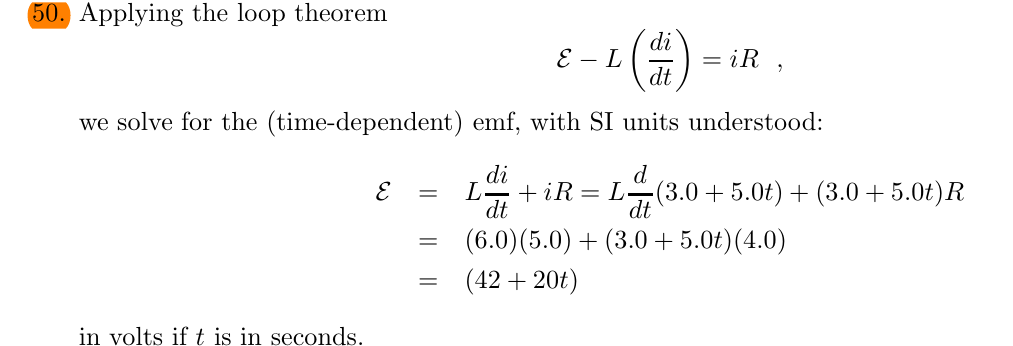 50. Applying the loop theorem
ℰ − L(di/dt) = iR ,
we solve for the (time-dependent) emf, with SI units understood:
ℰ = L di/dt + iR = L d/dt (3.0 + 5.0t) + (3.0 + 5.0t)R
= (6.0)(5.0) + (3.0 + 5.0t)(4.0)
= (42 + 20t)
in volts if t is in seconds.